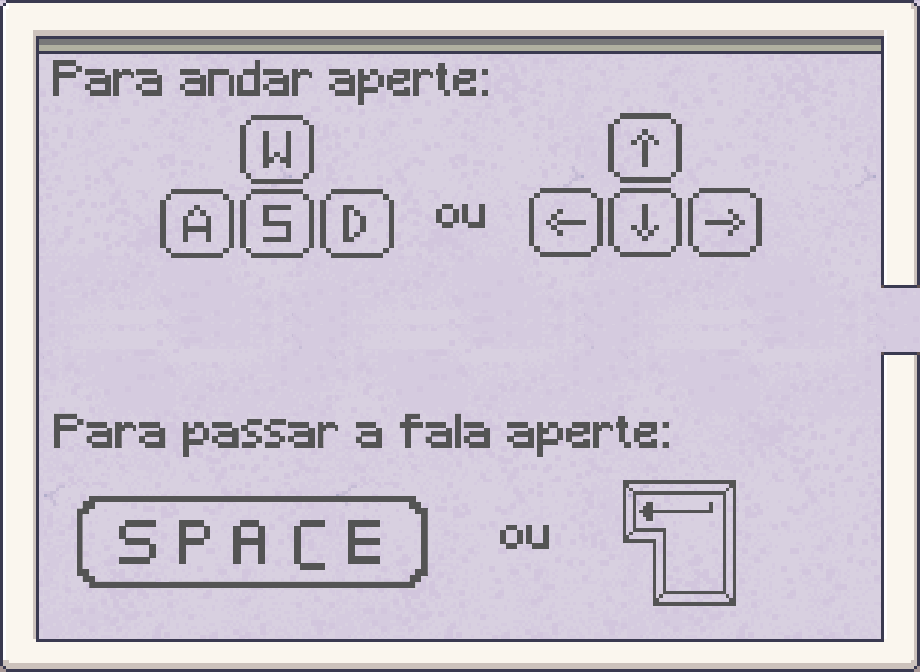 Para andar aperte:
W ↑
A S D ou ← ↓ →
Para passar a fala aperte:
SPACE ou